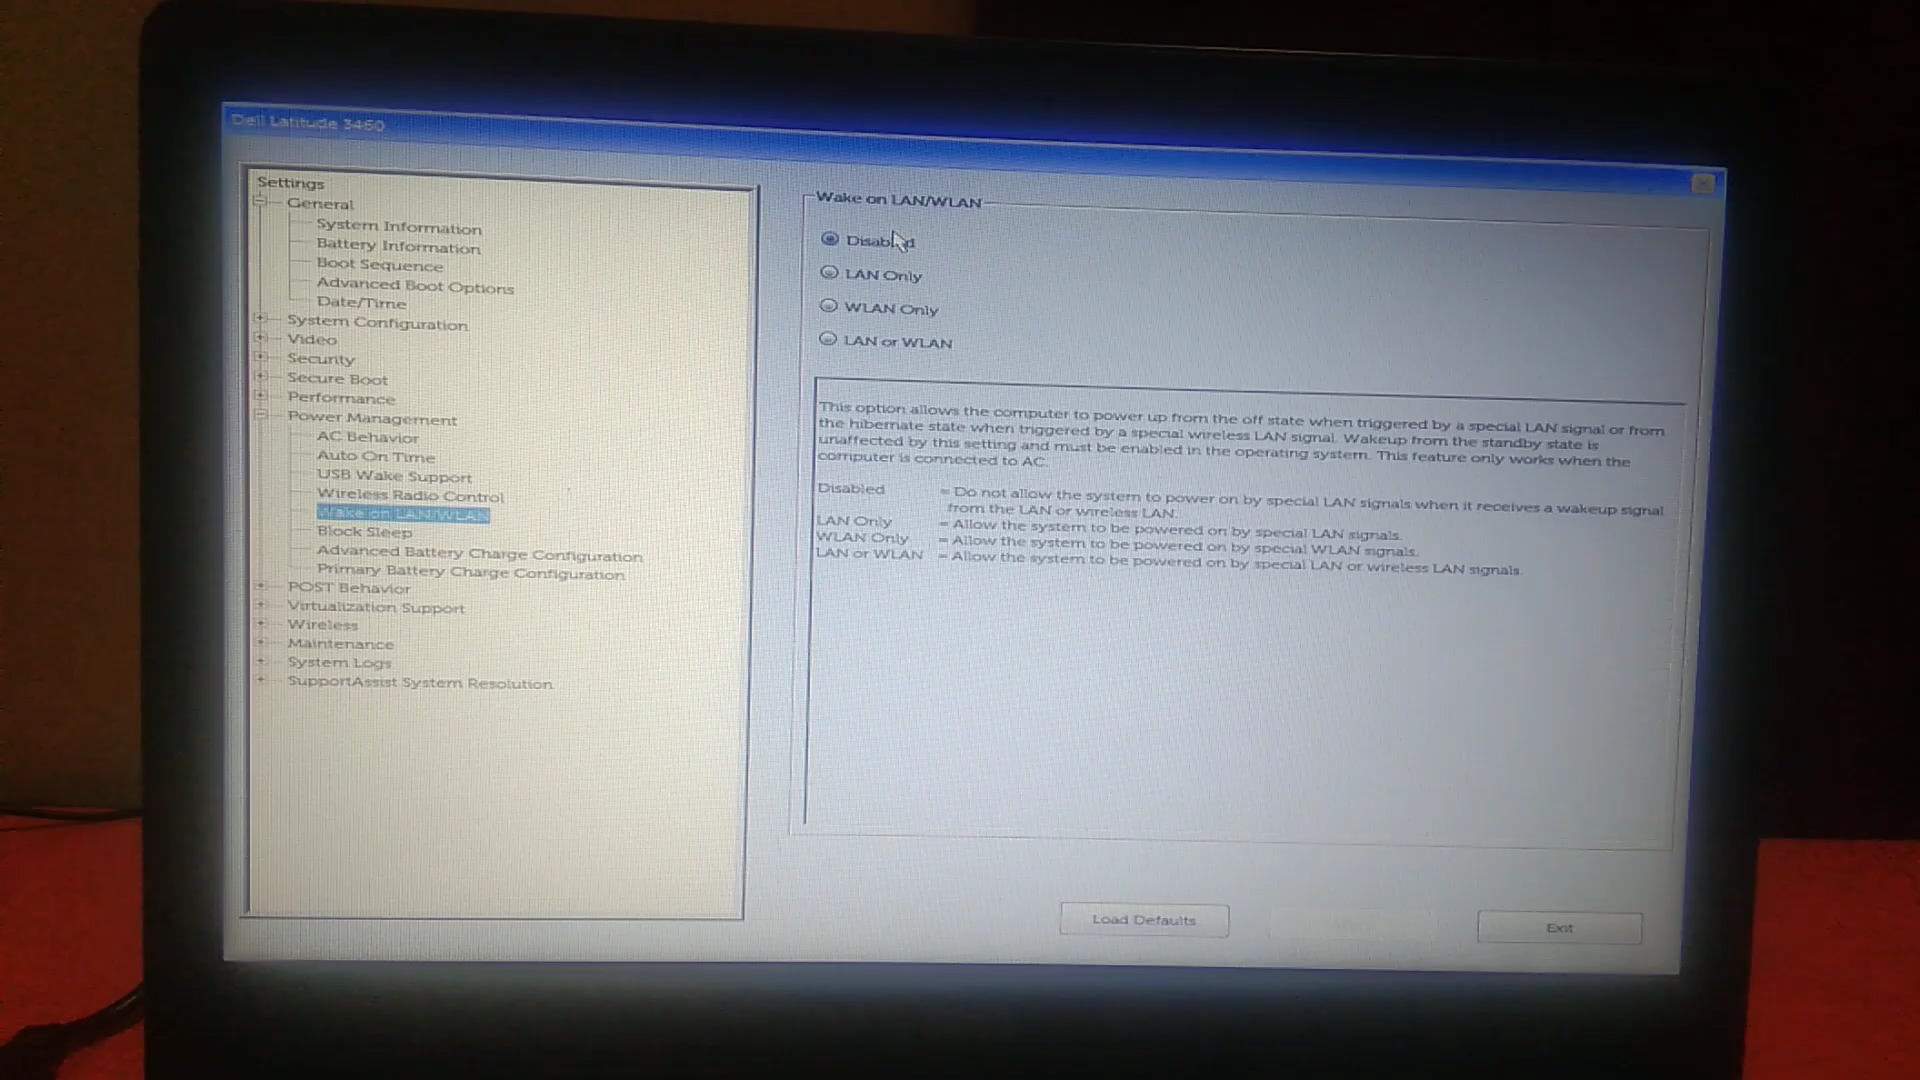 Dell Latitude 3460
Settings
General
System Information
Battery Information
Boot Sequence
Advanced Boot Options
Date/Time
System Configuration
Video
Security
Secure Boot
Performance
Power Management
AC Behavior
Auto On Time
USB Wake Support
Wireless Radio Control
Wake on LAN/WLAN
Block Sleep
Advanced Battery Charge Configuration
Primary Battery Charge Configuration
POST Behavior
Virtualization Support
Wireless
Maintenance
System Logs
SupportAssist System Resolution
Wake on LAN/WLAN
Disabled
LAN Only
WLAN Only
LAN or WLAN
This option allows the computer to power up from the off state when triggered by a special LAN signal or from
the hibernate state when triggered by a special wireless LAN signal. Wakeup from the standby state is
unaffected by this setting and must be enabled in the operating system. This feature only works when the
computer is connected to AC.
Disabled = Do not allow the system to power on by special LAN signals when it receives a wakeup signal
from the LAN or wireless LAN.
LAN Only = Allow the system to be powered on by special LAN signals.
WLAN Only = Allow the system to be powered on by special WLAN signals.
LAN or WLAN = Allow the system to be powered on by special LAN or wireless LAN signals.
Load Defaults
Exit